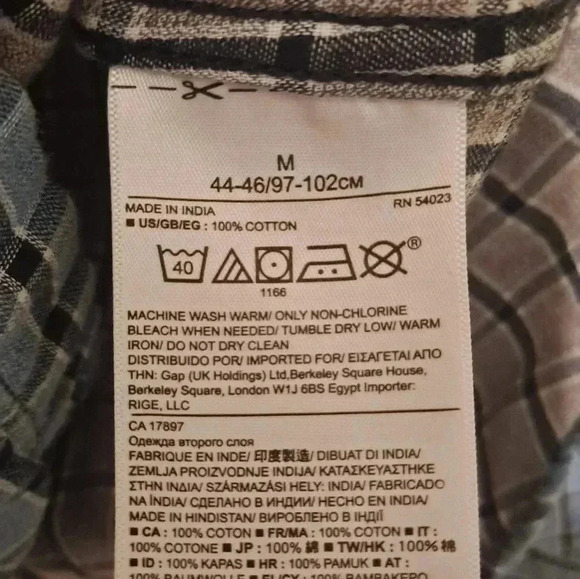 M
44-46/97-102CM
RN 54023
MADE IN INDIA
■ US/GB/EG : 100% COTTON
40
®
1166
MACHINE WASH WARM/ ONLY NON-CHLORINE
BLEACH WHEN NEEDED/ TUMBLE DRY LOW/ WARM
IRON/ DO NOT DRY CLEAN
DISTRIBUIDO POR/ IMPORTED FOR/ ΕΙΣΑΓΕΤΑΙ ΑΠΟ
ΤΗΝ: Gap (UK Holdings) Ltd,Berkeley Square House,
Berkeley Square, London W1J 6BS Egypt Importer:
RIGE, LLC
CA 17897
Одежда второго слоя
FABRIQUE EN INDE/ 印度製造/ DIBUAT DI INDIA/
ZEMLJA PROIZVODNJE INDIJA/ ΚΑΤΑΣΚΕΥΑΣΤΗΚΕ
ΣΤΗΝ ΙΝΔΙΑ/ SZÁRMAZÁSI HELY: INDIA/ FABRICADO
NA ÍNDIA/ СДЕЛАНО В ИНДИИ/ HECHO EN INDIA/
MADE IN HINDISTAN/ ВИРОБЛЕНО В ІНДІЇ
■ CA : 100% COTON ■ FR/MA : 100% COTON ■ IT :
100% COTONE ■ JP : 100% 綿 ■ TW/HK : 100% 棉
■ ID : 100% KAPAS ■ HR : 100% PAMUK ■ AT :
100% BAUMWOLLE